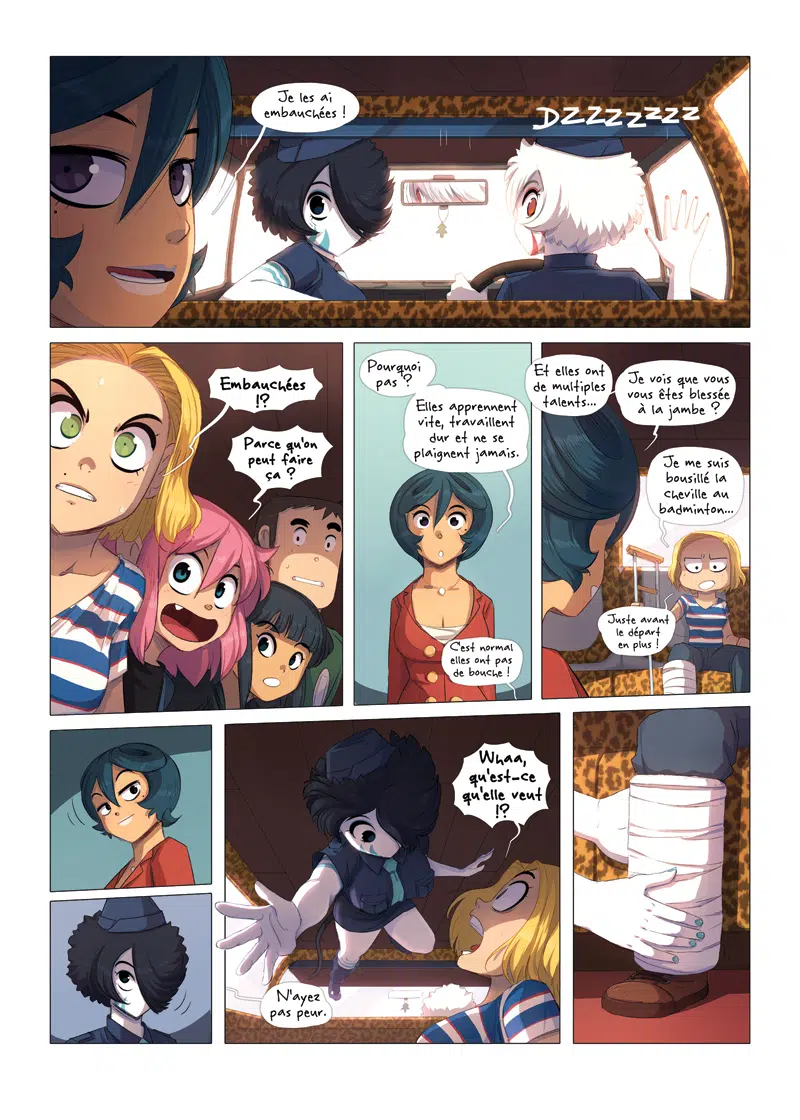 Je les ai
embauchées !
DZZZZZZZ
Embauchées
!?
Parce qu'on
peut faire
ça ?
Pourquoi
pas ?
Elles apprennent
vite, travaillent
dur et ne se
plaignent jamais.
C'est normal
elles ont pas
de bouche !
Et elles ont
de multiples
talents...
Je vois que vous
vous êtes blessée
à la jambe ?
Je me suis
bousillé la
cheville au
badminton...
Juste avant
le départ
en plus !
Whaa,
qu'est-ce
qu'elle veut
!?
N'ayez
pas peur.